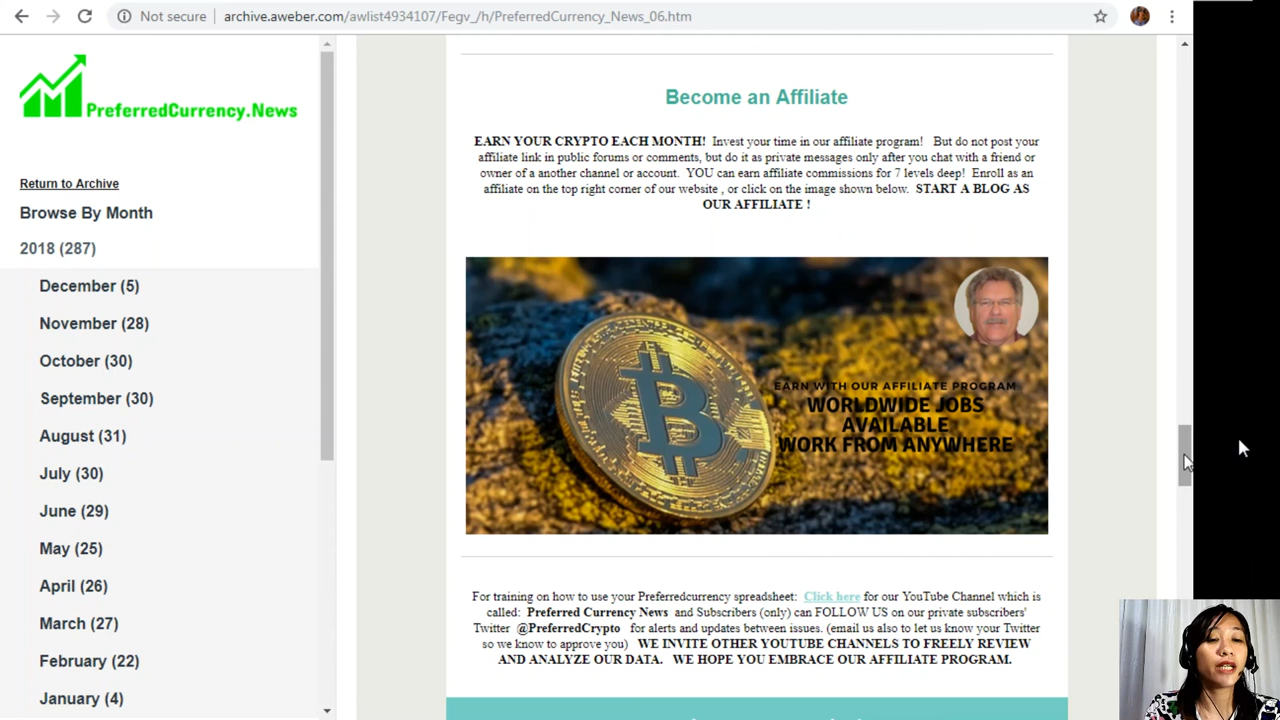 Not secure
archive.aweber.com/awlist4934107/Fegv_/h/PreferredCurrency_News_06.htm
PreferredCurrency.News
Return to Archive
Browse By Month
2018 (287)
December (5)
November (28)
October (30)
September (30)
August (31)
July (30)
June (29)
May (25)
April (26)
March (27)
February (22)
January (4)
Become an Affiliate
EARN YOUR CRYPTO EACH MONTH! Invest your time in our affiliate program! But do not post your
affiliate link in public forums or comments, but do it as private messages only after you chat with a friend or
owner of a another channel or account. YOU can earn affiliate commissions for 7 levels deep! Enroll as an
affiliate on the top right corner of our website , or click on the image shown below. START A BLOG AS
OUR AFFILIATE !
EARN WITH OUR AFFILIATE PROGRAM
WORLDWIDE JOBS
AVAILABLE
WORK FROM ANYWHERE
For training on how to use your Preferredcurrency spreadsheet: Click here for our YouTube Channel which is
called: Preferred Currency News and Subscribers (only) can FOLLOW US on our private subscribers'
Twitter @PreferredCrypto for alerts and updates between issues. (email us also to let us know your Twitter
so we know to approve you) WE INVITE OTHER YOUTUBE CHANNELS TO FREELY REVIEW
AND ANALYZE OUR DATA. WE HOPE YOU EMBRACE OUR AFFILIATE PROGRAM.